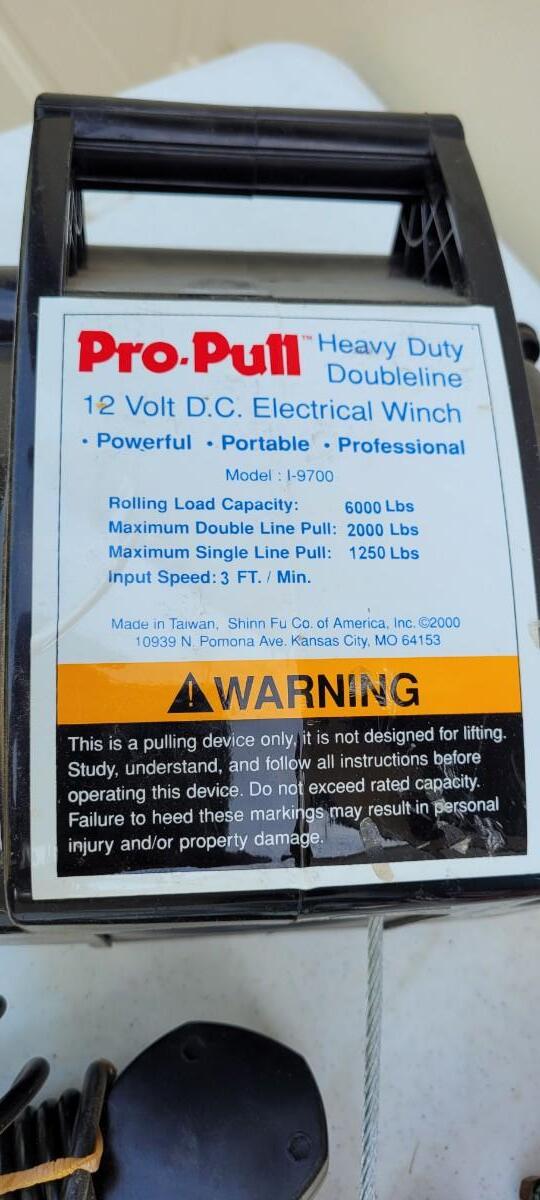 Pro-Pull™ Heavy Duty
Doubleline
12 Volt D.C. Electrical Winch
• Powerful • Portable • Professional
Model : I-9700
Rolling Load Capacity: 6000 Lbs
Maximum Double Line Pull: 2000 Lbs
Maximum Single Line Pull: 1250 Lbs
Input Speed: 3 FT. / Min.
Made in Taiwan, Shinn Fu Co. of America, Inc. ©2000
10939 N. Pomona Ave. Kansas City, MO 64153
WARNING
This is a pulling device only, it is not designed for lifting.
Study, understand, and follow all instructions before
operating this device. Do not exceed rated capacity.
Failure to heed these markings may result in personal
injury and/or property damage.